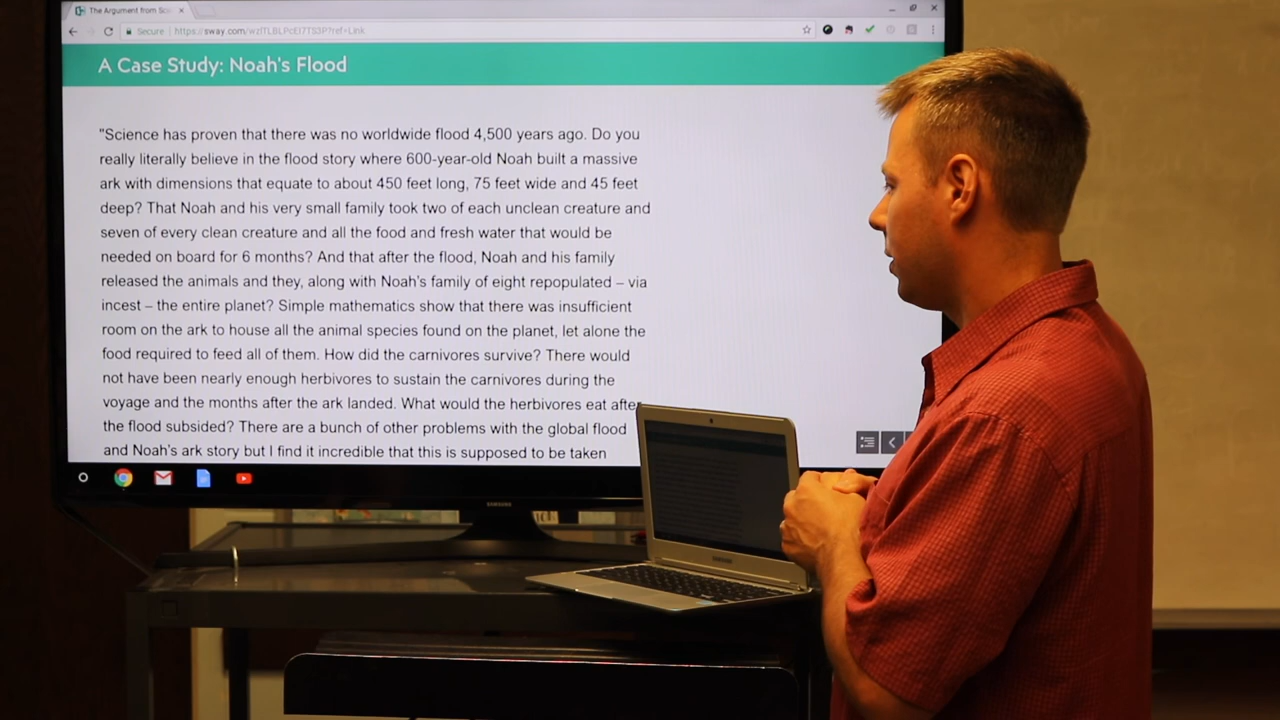 The Argument from Sci
Secure https://sway.com/wzITLBLPcEI7TS3P?ref=Link
A Case Study: Noah's Flood
"Science has proven that there was no worldwide flood 4,500 years ago. Do you
really literally believe in the flood story where 600-year-old Noah built a massive
ark with dimensions that equate to about 450 feet long, 75 feet wide and 45 feet
deep? That Noah and his very small family took two of each unclean creature and
seven of every clean creature and all the food and fresh water that would be
needed on board for 6 months? And that after the flood, Noah and his family
released the animals and they, along with Noah's family of eight repopulated – via
incest – the entire planet? Simple mathematics show that there was insufficient
room on the ark to house all the animal species found on the planet, let alone the
food required to feed all of them. How did the carnivores survive? There would
not have been nearly enough herbivores to sustain the carnivores during the
voyage and the months after the ark landed. What would the herbivores eat after
the flood subsided? There are a bunch of other problems with the global flood
and Noah's ark story but I find it incredible that this is supposed to be taken
SAMSUNG
SAMSUNG